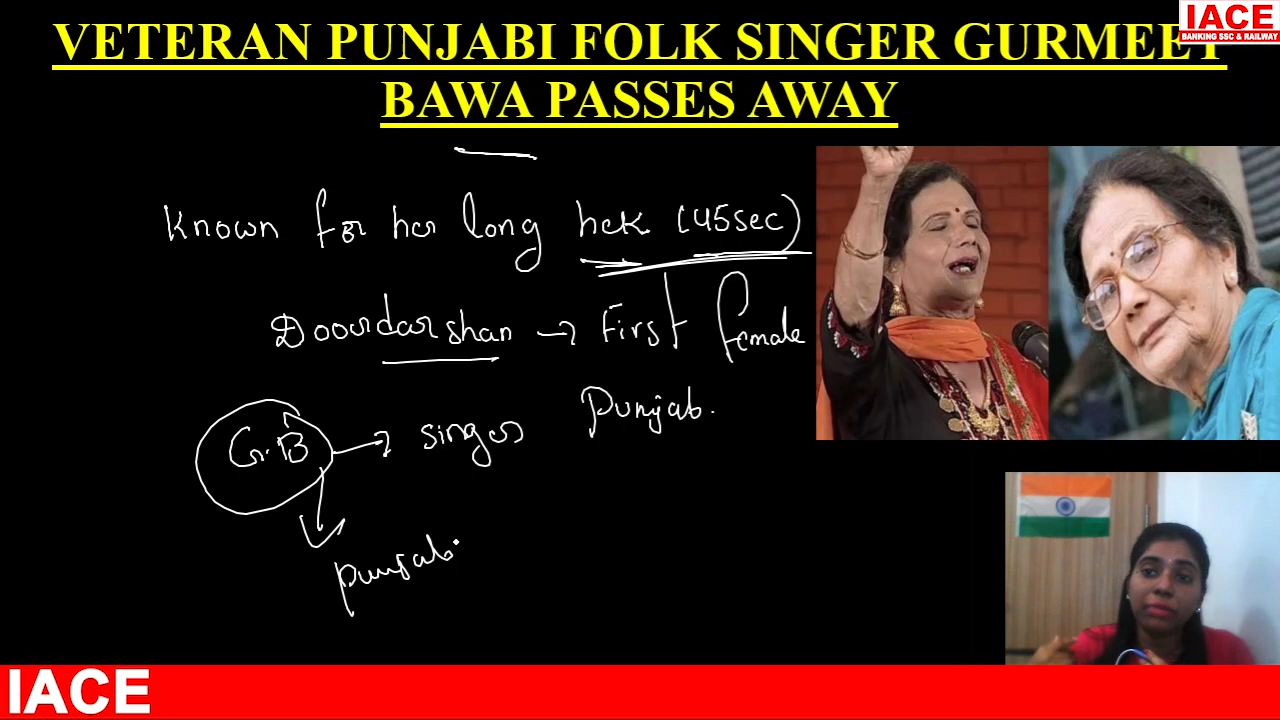 VETERAN PUNJABI FOLK SINGER GURMEET
BAWA PASSES AWAY
IACE
BANKING SSC & RAILWAY
Known for her long hek (45sec)
Doordarshan → First female
G.B → singer Punjab.
Punjab.
IACE